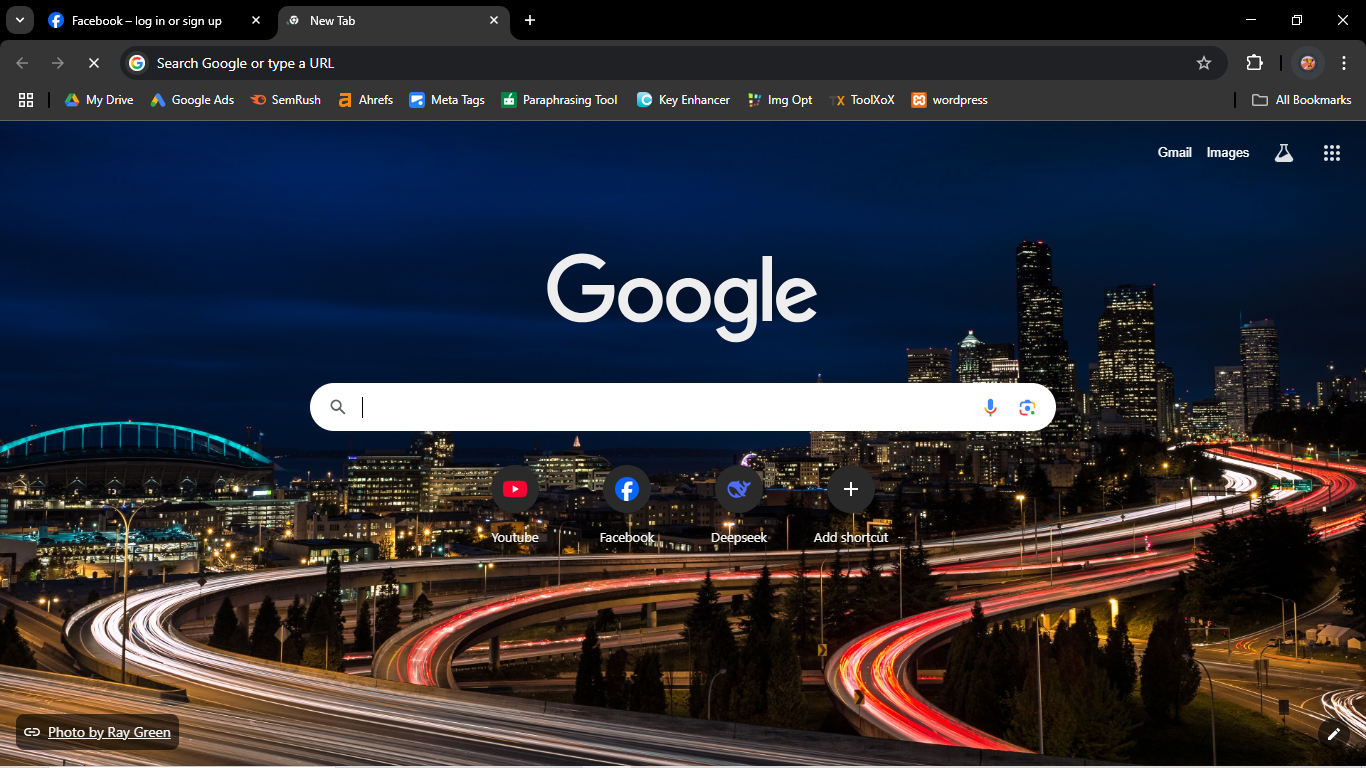 Facebook – log in or sign up
New Tab
Search Google or type a URL
My Drive
Google Ads
SemRush
Ahrefs
Meta Tags
Paraphrasing Tool
Key Enhancer
Img Opt
TX ToolXoX
wordpress
All Bookmarks
Gmail
Images
Google
Youtube
Facebook
Deepseek
Add shortcut
Photo by Ray Green